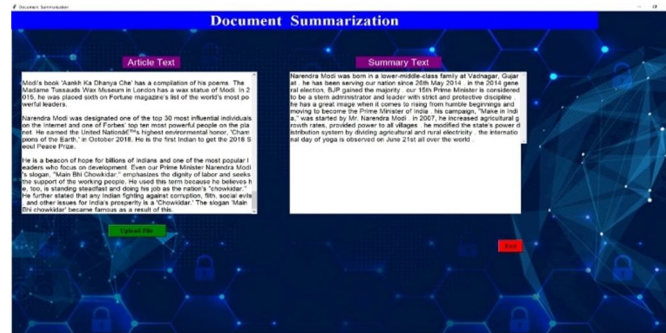 Document Summarization
Document Summarization
Article Text
Modi's book 'Aankh Ka Dhanya Che' has a compilation of his poems. The
Madame Tussauds Wax Museum in London has a wax statue of Modi. In 2
015, he was placed sixth on Fortune magazine's list of the world's most po
werful leaders.
Narendra Modi was designated one of the top 30 most influential individuals
on the Internet and one of Forbes' top ten most powerful people on the pla
net. He earned the United Nationâ€™s highest environmental honor, 'Cham
pions of the Earth,' in October 2018. He is the first Indian to get the 2018 S
eoul Peace Prize.
He is a beacon of hope for billions of Indians and one of the most popular l
eaders who focus on development. Even our Prime Minister Narendra Modi
's slogan, "Main Bhi Chowkidar," emphasizes the dignity of labor and seeks
the support of the working people. He used this term because he believes h
e, too, is standing steadfast and doing his job as the nation's "chowkidar."
He further stated that any Indian fighting against corruption, filth, social evils
, and other issues for India's prosperity is a 'Chowkidar.' The slogan 'Main
Bhi chowkidar' became famous as a result of this.
Upload File
Summary Text
Narendra Modi was born in a lower-middle-class family at Vadnagar, Gujar
at . he has been serving our nation since 26th May 2014 . in the 2014 gene
ral election, BJP gained the majority . our 15th Prime Minister is considered
to be a stern administrator and leader with strict and protective discipline .
he has a great image when it comes to rising from humble beginnings and
moving to become the Prime Minister of India . his campaign, "Make in Indi
a," was started by Mr. Narendra Modi . in 2007, he increased agricultural g
rowth rates, provided power to all villages . he modified the state's power d
istribution system by dividing agricultural and rural electricity . the internatio
nal day of yoga is observed on June 21st all over the world .
Exit